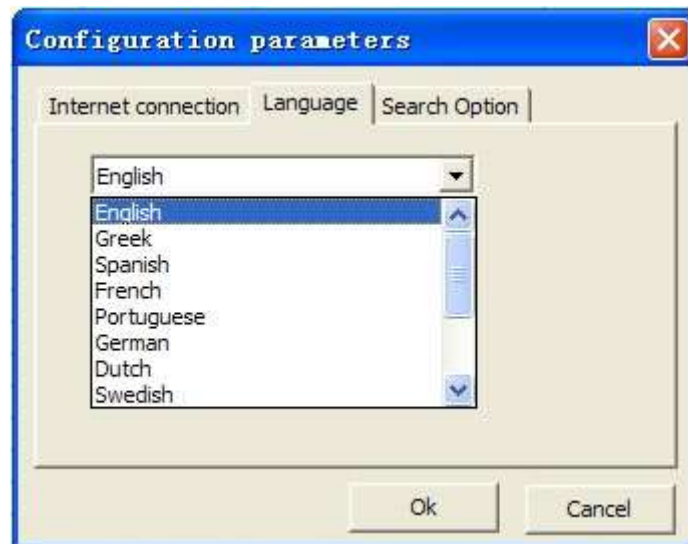 Configuration parameters
Internet connection Language Search Option
English
English
Greek
Spanish
French
Portuguese
German
Dutch
Swedish
Ok Cancel